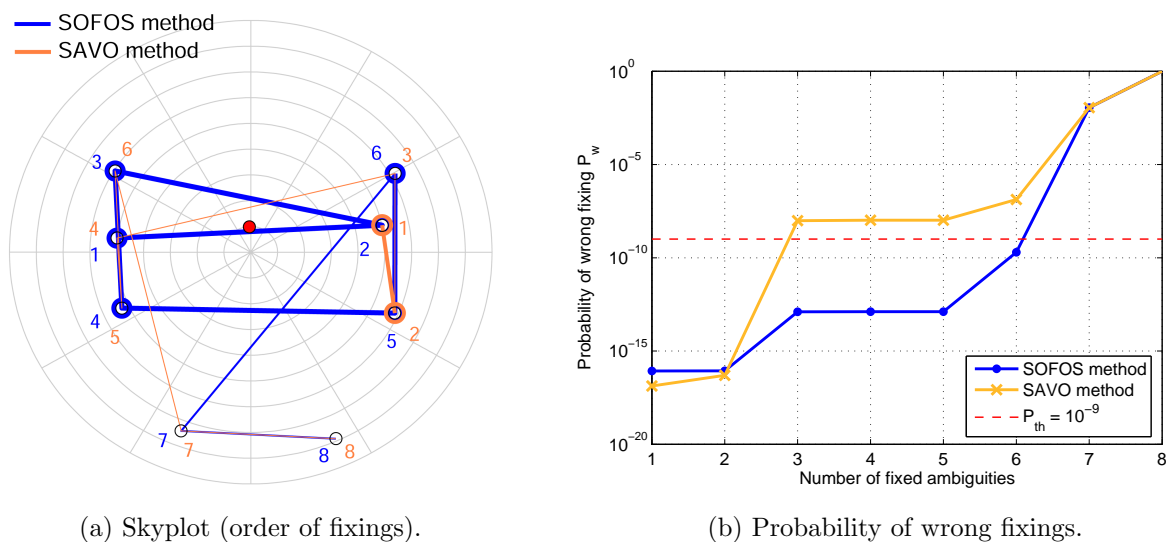 SOFOS method
SAVO method
3
6
4
1
4
5
6
3
1
2
2
5
7
7
8
8
(a) Skyplot (order of fixings).
Probability of wrong fixing P_w
10^0
10^−5
10^−10
10^−15
10^−20
1 2 3 4 5 6 7 8
Number of fixed ambiguities
SOFOS method
SAVO method
P_th = 10^−9
(b) Probability of wrong fixings.